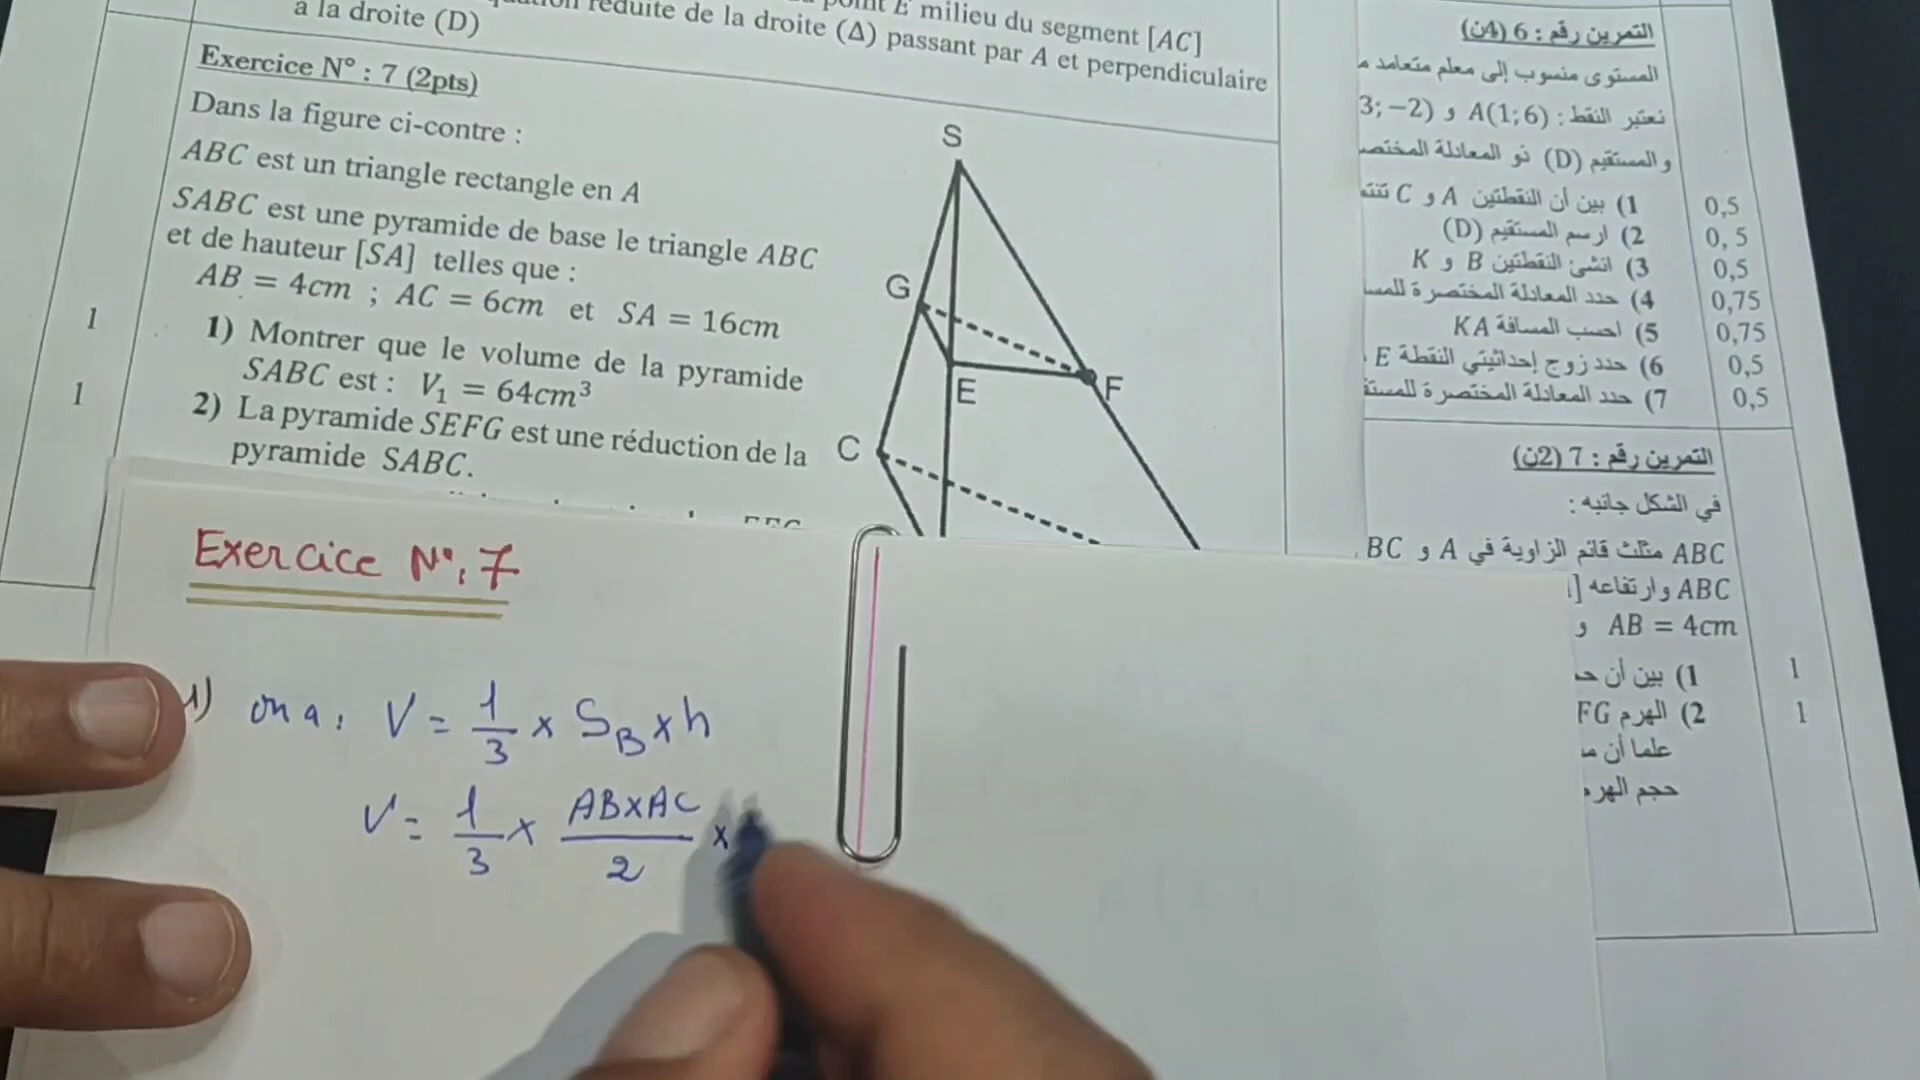 milieu du segment [AC]
réduite de la droite (Δ) passant par A et perpendiculaire
à la droite (D)
Exercice N° : 7 (2pts)
Dans la figure ci-contre :
ABC est un triangle rectangle en A
SABC est une pyramide de base le triangle ABC
et de hauteur [SA] telles que :
AB = 4cm ; AC = 6cm et SA = 16cm
1
1) Montrer que le volume de la pyramide
SABC est : V₁ = 64cm³
1
2) La pyramide SEFG est une réduction de la
pyramide SABC.
S
G
E
F
C
Exercice N°: 7
1) on a : V = 1/3 × S_B × h
V = 1/3 × AB×AC/2 ×
التمرين رقم : 6 (4ن)
المستوى منسوب إلى معلم متعامد م
نعتبر النقط : A(1;6) و 3; −2)
و المستقيم (D) ذو المعادلة المختص
1) بين أن النقطتين A و C 0,5
2) ارسم المستقيم (D) 0,5
3) انشئ النقطتين B و K 0,5
4) حدد المعادلة المختصرة للمس 0,75
5) احسب المسافة KA 0,75
6) حدد زوج إحداثيتي النقطة E 0,5
7) حدد المعادلة المختصرة للمستق 0,5
التمرين رقم : 7 (2ن)
في الشكل جانبه :
ABC مثلث قائم الزاوية في A و BC
ABC وارتفاعه [
AB = 4cm و
1) بين أن ح 1
2) الهرم FG 1
علما أن م
حجم الهرم